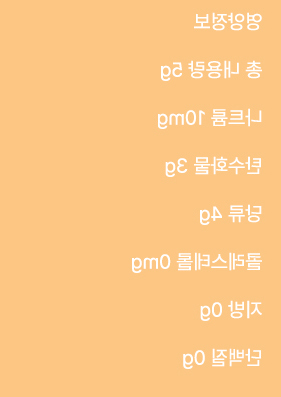 영양정보
총 내용량 5g
나트륨 10mg
탄수화물 3g
당류 4g
콜레스테롤 0mg
지방 0g
단백질 0g